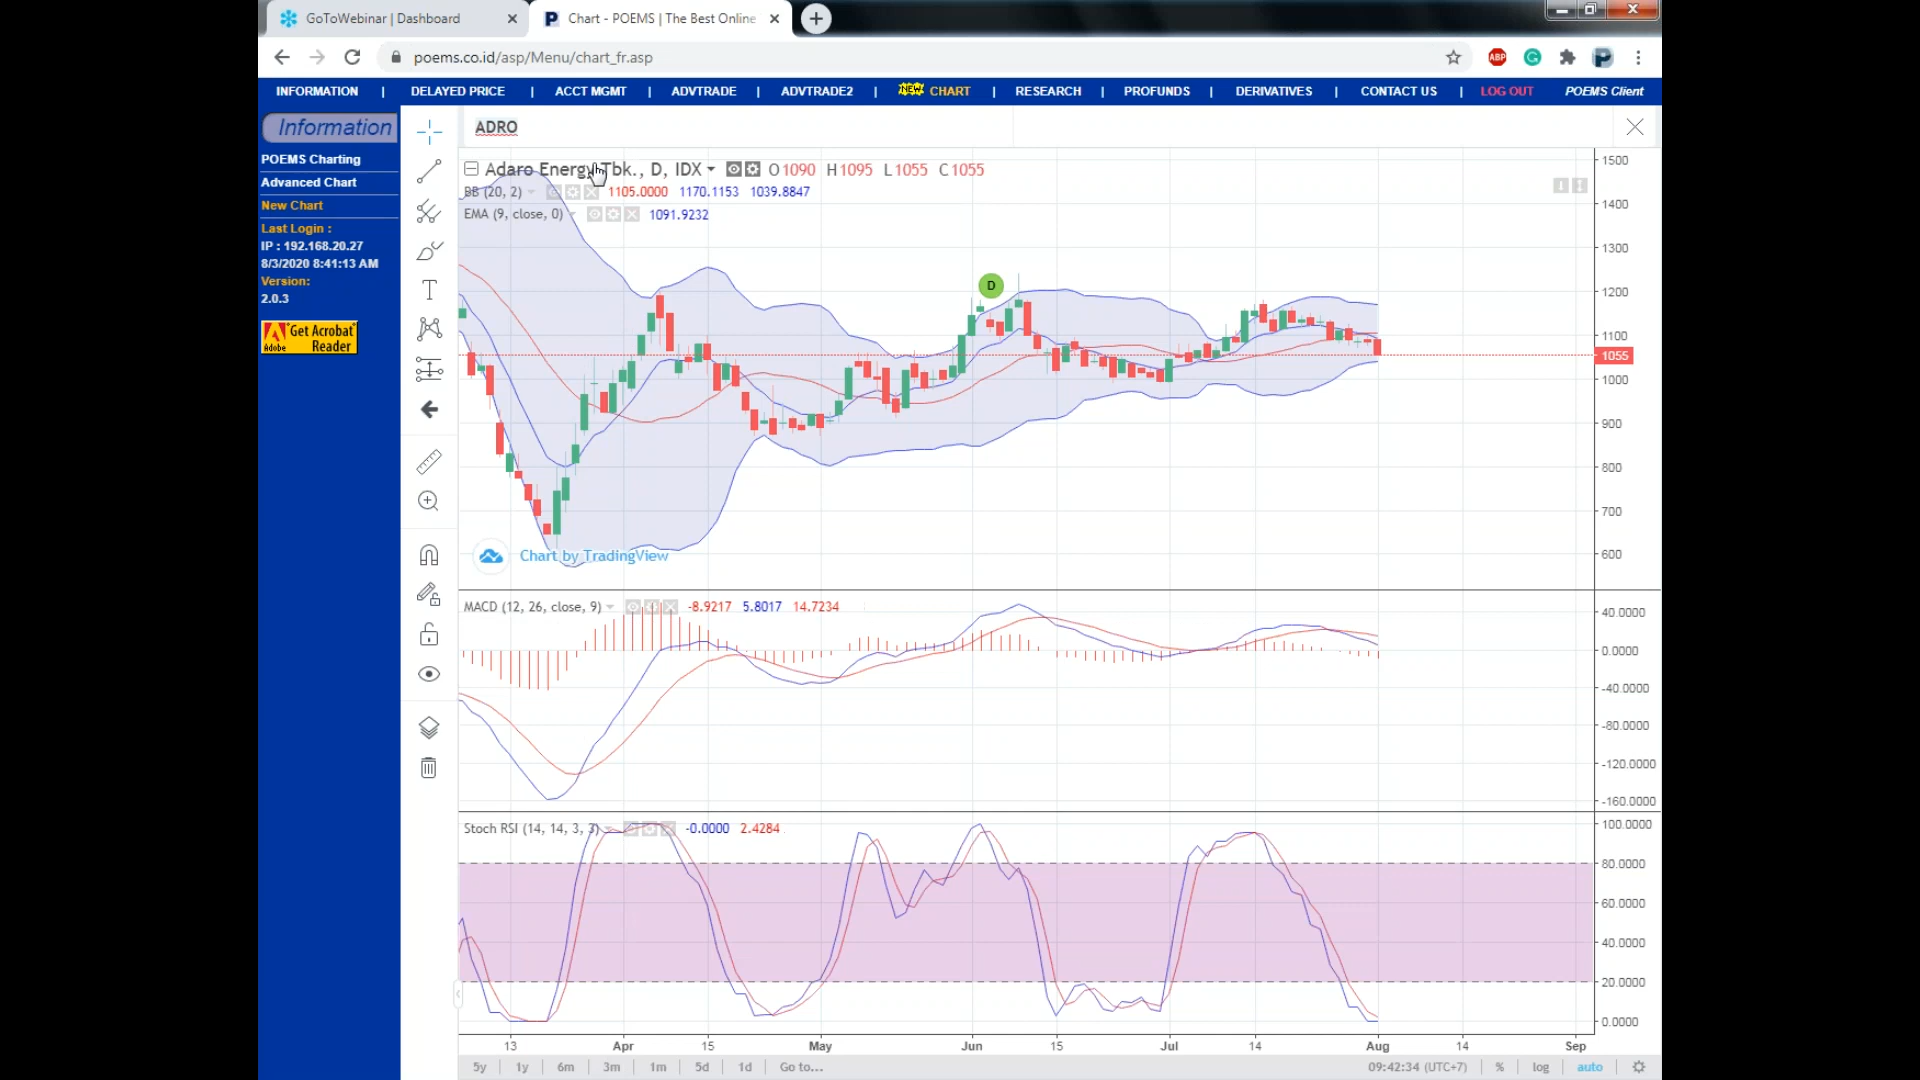 GoToWebinar | Dashboard
Chart - POEMS | The Best Online
poems.co.id/asp/Menu/chart_fr.asp
ABP
INFORMATION | DELAYED PRICE | ACCT MGMT | ADVTRADE | ADVTRADE2 | NEW CHART | RESEARCH | PROFUNDS | DERIVATIVES | CONTACT US | LOG OUT POEMS Client
Information
POEMS Charting
Advanced Chart
New Chart
Last Login :
IP : 192.168.20.27
8/3/2020 8:41:13 AM
Version:
2.0.3
Get Acrobat
Adobe Reader
ADRO
Adaro Energy Tbk., D, IDX O1090 H1095 L1055 C1055
BB (20, 2) 1105.0000 1170.1153 1039.8847
EMA (9, close, 0) 1091.9232
D
1500
1400
1300
1200
1100
1055
1000
900
800
700
600
Chart by TradingView
MACD (12, 26, close, 9) -8.9217 5.8017 14.7234
40.0000
0.0000
-40.0000
-80.0000
-120.0000
-160.0000
Stoch RSI (14, 14, 3, 3) -0.0000 2.4284
100.0000
80.0000
60.0000
40.0000
20.0000
0.0000
13 Apr 15 May Jun 15 Jul 14 Aug 14 Sep
5y 1y 6m 3m 1m 5d 1d Go to... 09:42:34 (UTC+7) % log auto